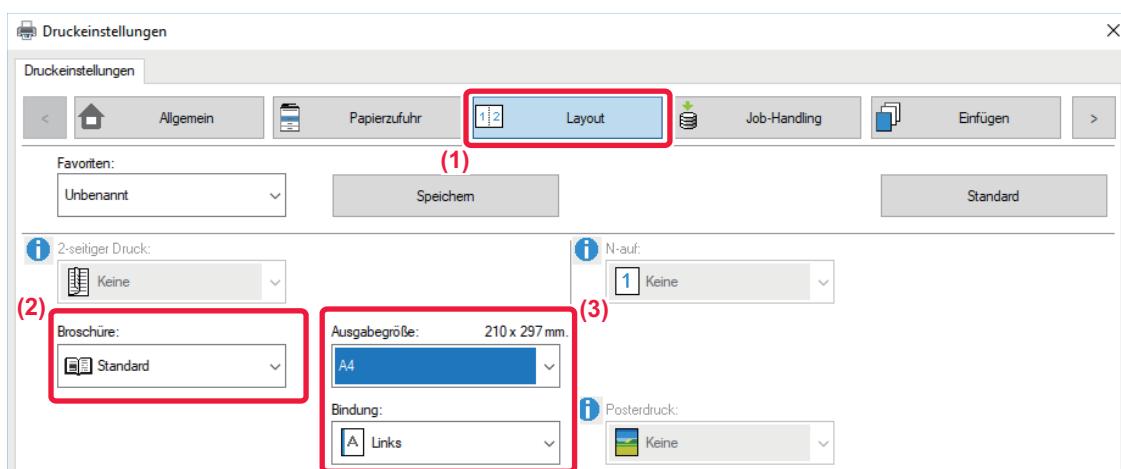 Druckeinstellungen
Druckeinstellungen
< Allgemein Papierzufuhr 1 2 Layout Job-Handling Einfügen >
(1)
Favoriten:
Unbenannt Speichern Standard
2-seitiger Druck: N-auf:
Keine 1 Keine
(2) (3)
Broschüre: Ausgabegröße: 210 x 297 mm.
Standard A4
Bindung: Posterdruck:
A Links Keine